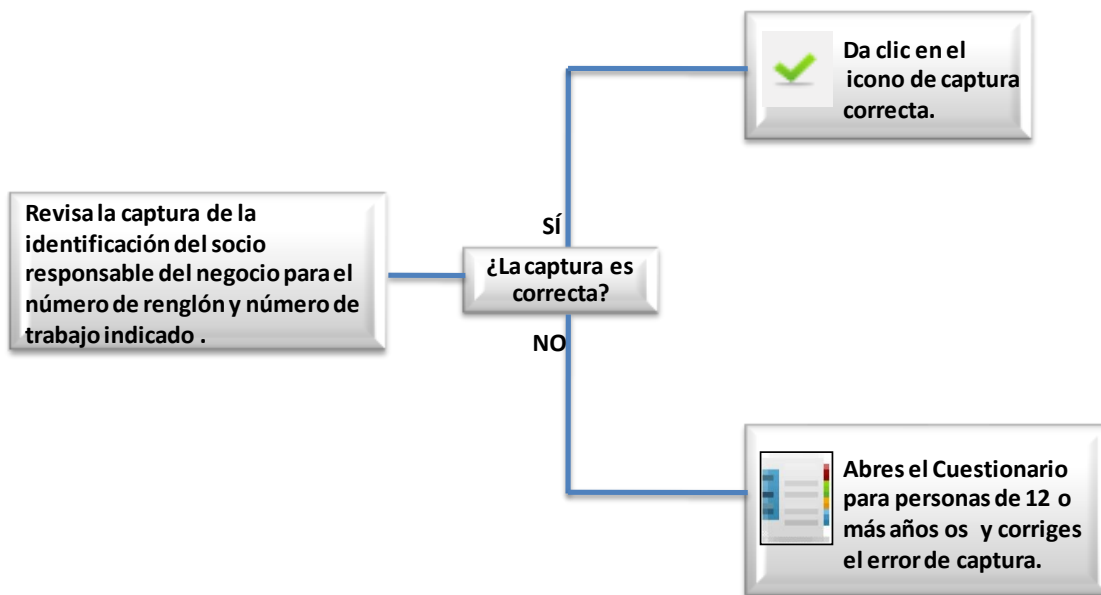 Revisa la captura de la
identificación del socio
responsable del negocio para el
número de renglón y número de
trabajo indicado .
¿La captura es
correcta?
SÍ
Da clic en el
icono de captura
correcta.
NO
Abres el Cuestionario
para personas de 12 o
más años os y corriges
el error de captura.